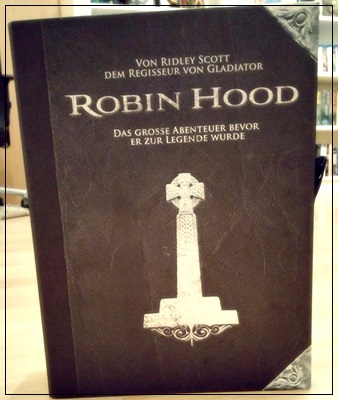 VON RIDLEY SCOTT
DEM REGISSEUR VON GLADIATOR
ROBIN HOOD
DAS GROSSE ABENTEUER BEVOR
ER ZUR LEGENDE WURDE